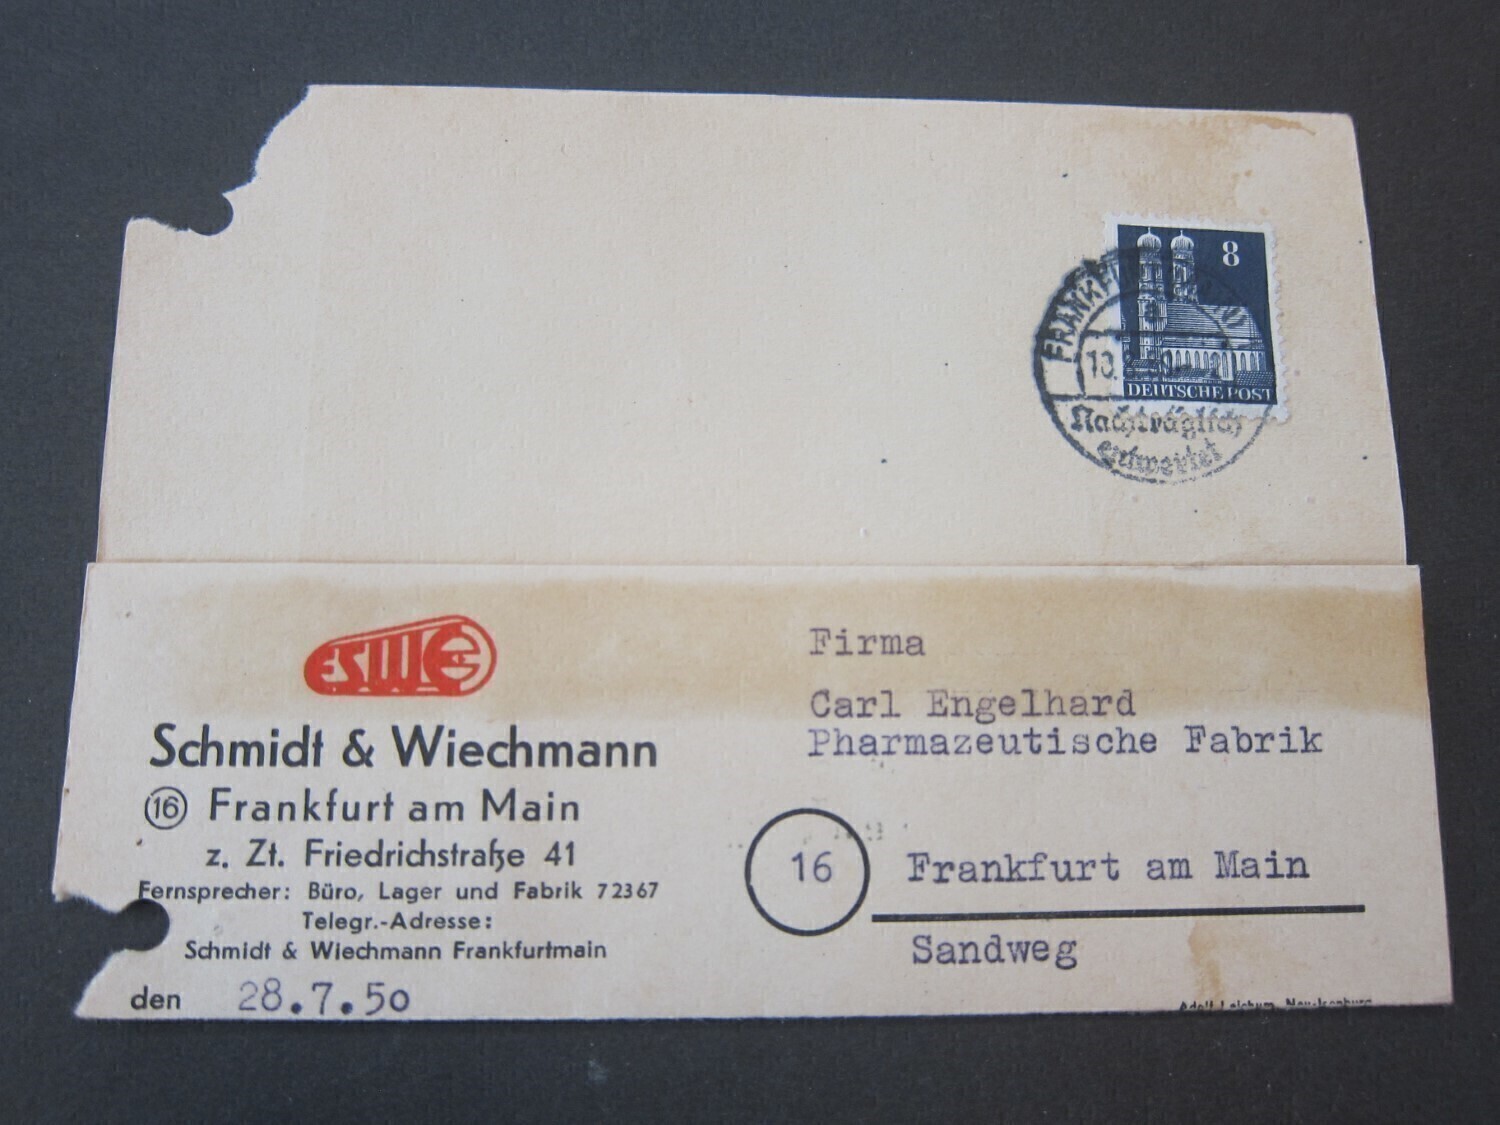 8
DEUTSCHE POST
Nachträglich
entwertet
Firma
Carl Engelhard
Pharmazeutische Fabrik
16 Frankfurt am Main
Sandweg
Schmidt & Wiechmann
16 Frankfurt am Main
z. Zt. Friedrichstraße 41
Fernsprecher: Büro, Lager und Fabrik 72367
Telegr.-Adresse:
Schmidt & Wiechmann Frankfurtmain
den 28.7.50